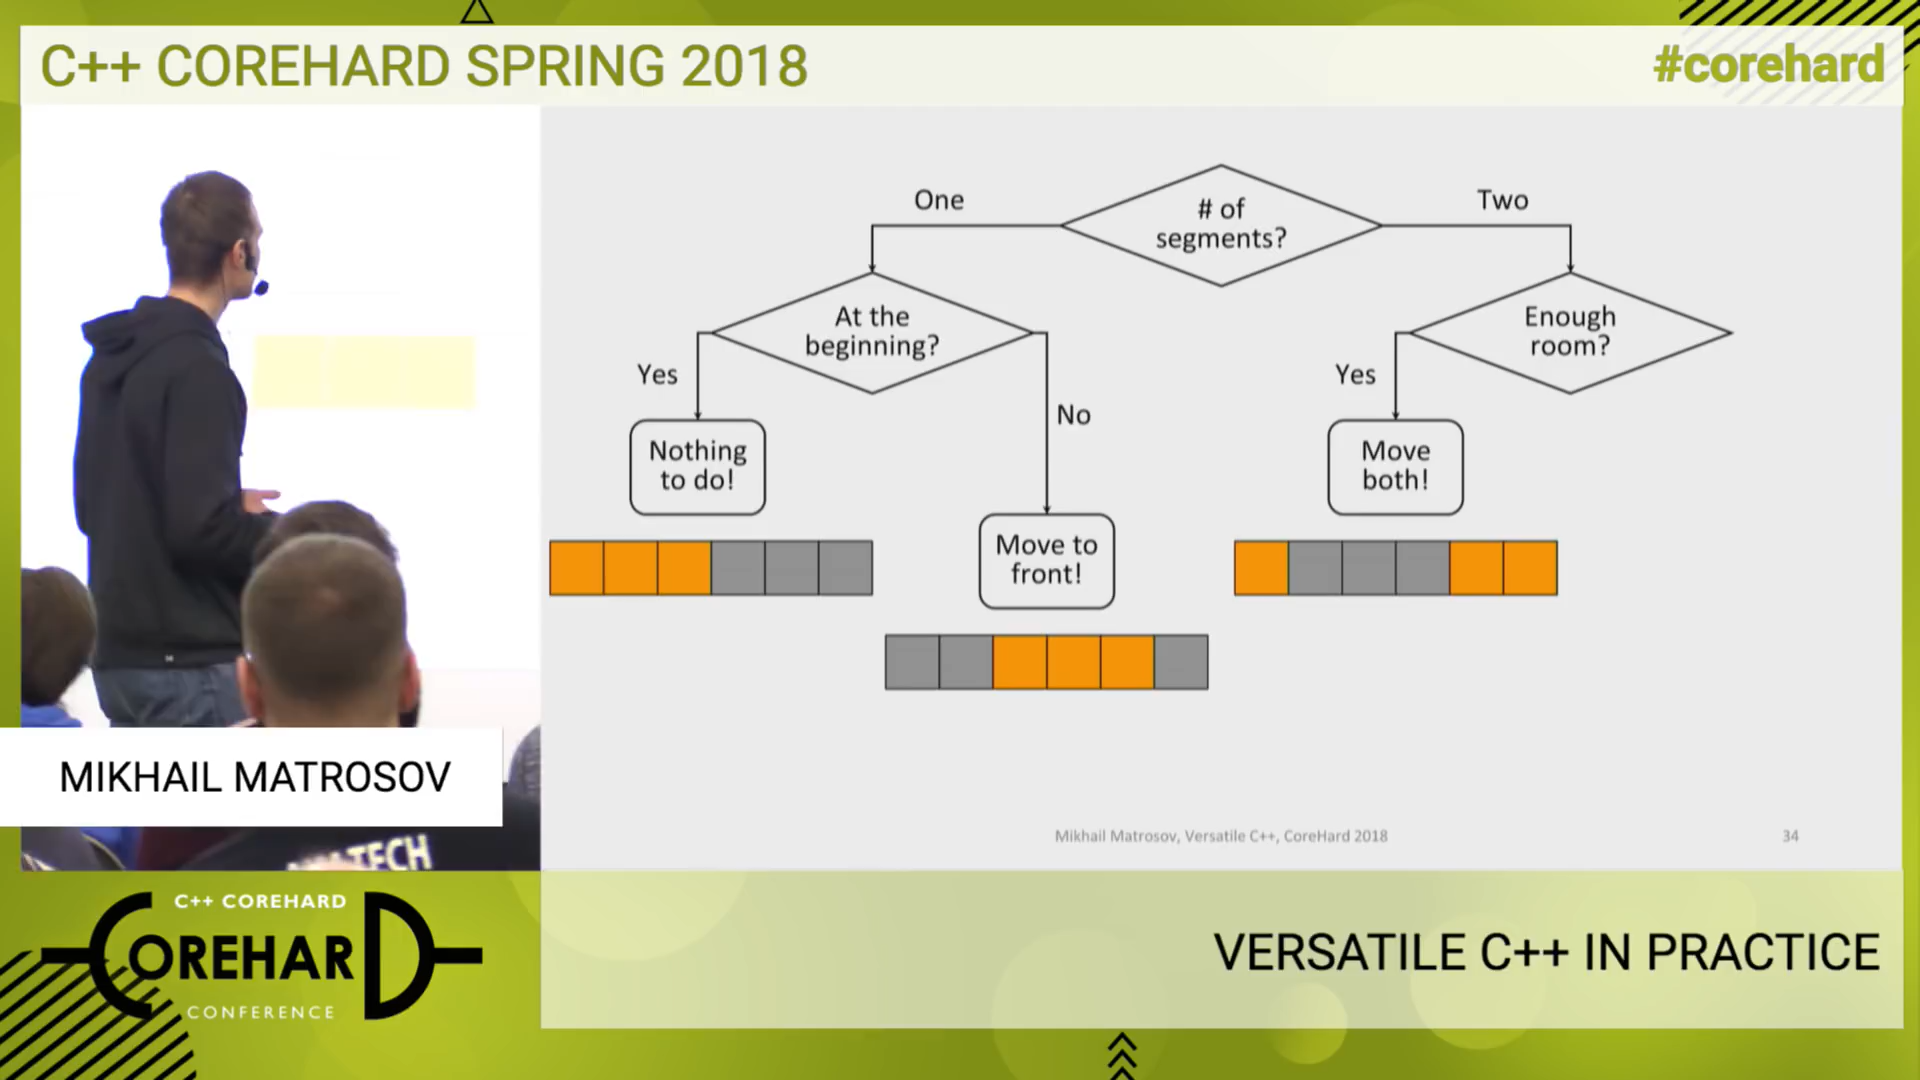 C++ COREHARD SPRING 2018
#corehard
# of
segments?
One
Two
At the
beginning?
Enough
room?
Yes
No
Yes
Nothing
to do!
Move to
front!
Move
both!
Mikhail Matrosov, Versatile C++, CoreHard 2018
34
MIKHAIL MATROSOV
TECH
C++ COREHARD
COREHARD
CONFERENCE
VERSATILE C++ IN PRACTICE